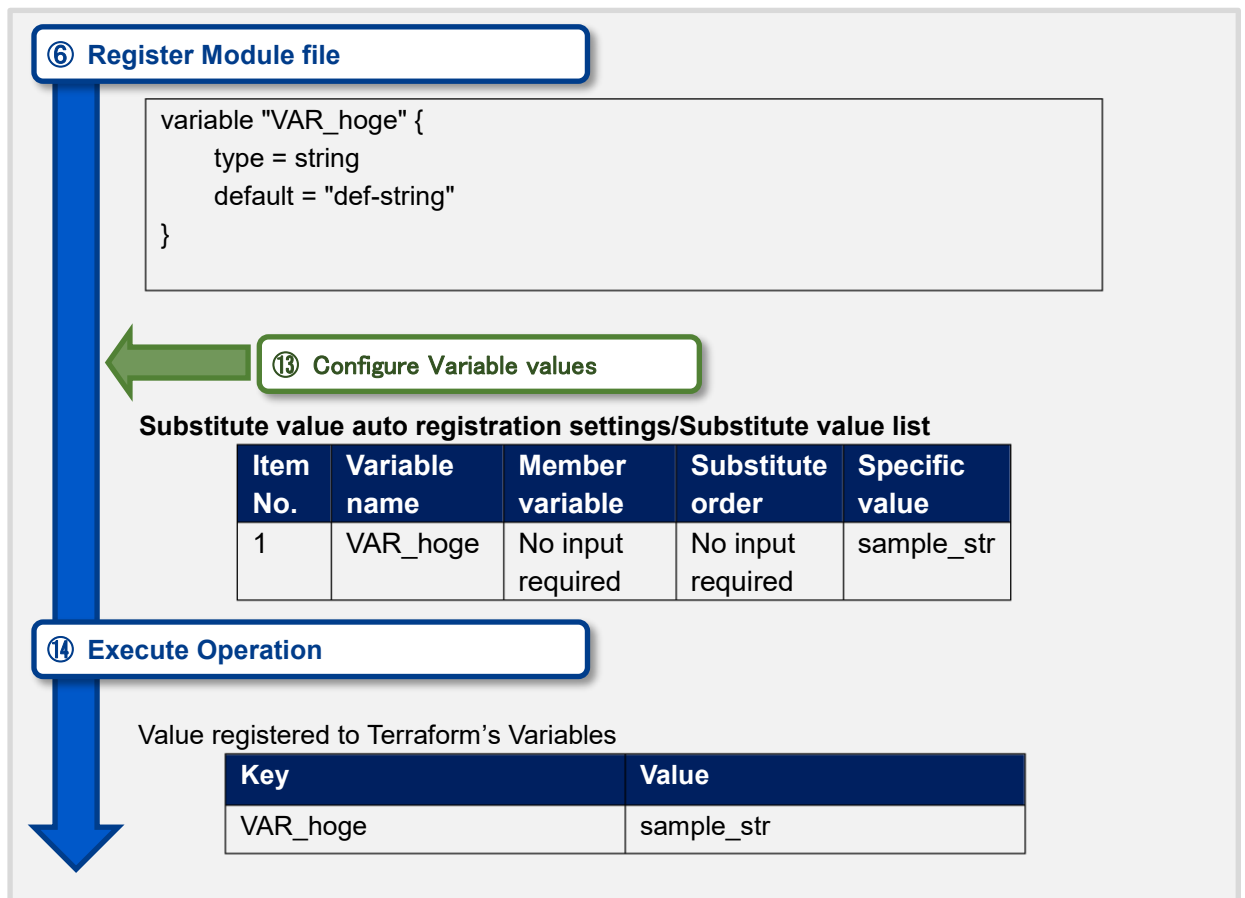 ⑥ Register Module file
variable "VAR_hoge" {
type = string
default = "def-string"
}
⑬ Configure Variable values
Substitute value auto registration settings/Substitute value list
Item No. Variable name Member variable Substitute order Specific value
1 VAR_hoge No input required No input required sample_str
⑭ Execute Operation
Value registered to Terraform’s Variables
Key Value
VAR_hoge sample_str